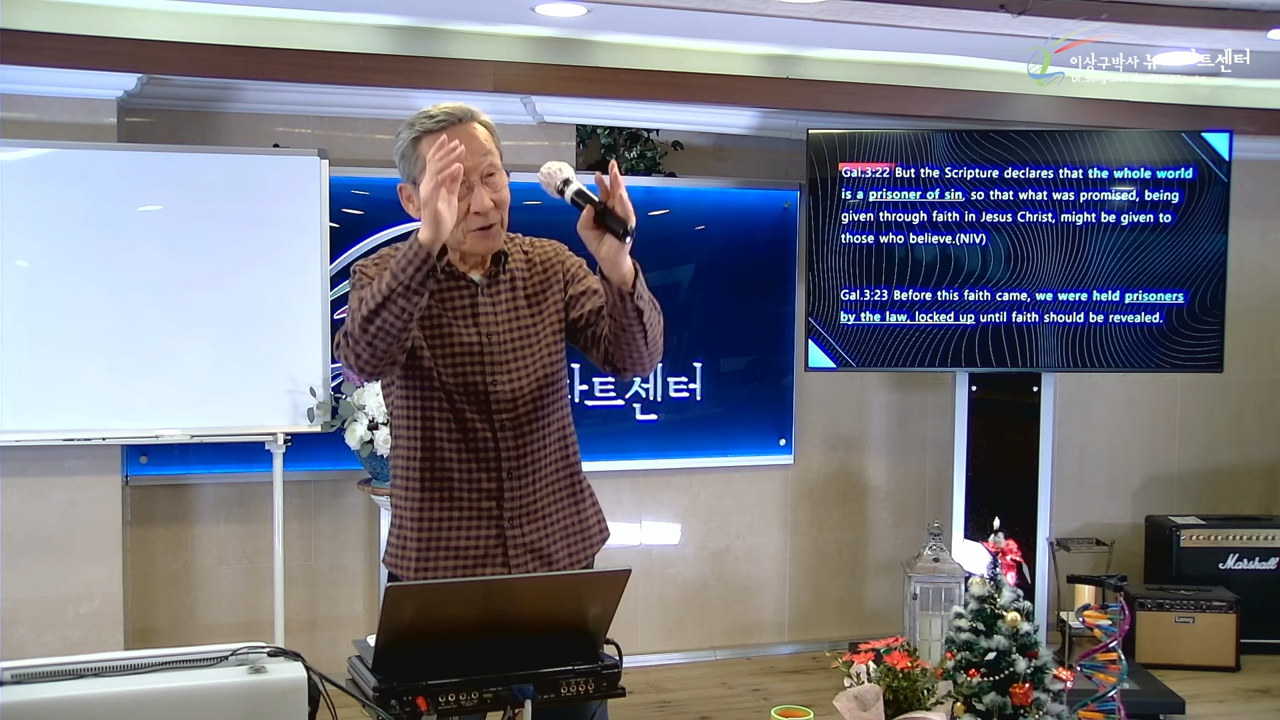 이상구박사 뉴
트센터
Gal.3:22 But the Scripture declares that the whole world
is a prisoner of sin, so that what was promised, being
given through faith in Jesus Christ, might be given to
those who believe.(NIV)
Gal.3:23 Before this faith came, we were held prisoners
by the law, locked up until faith should be revealed.
트센터
Marshall
Laney